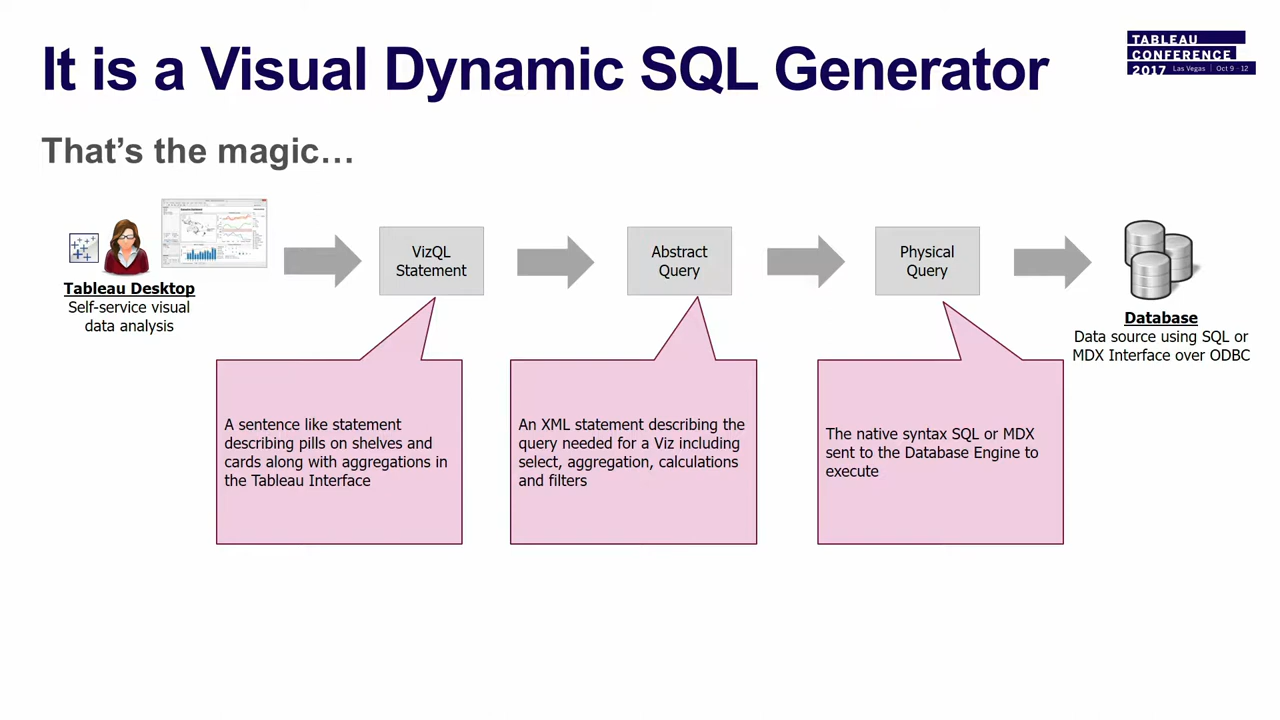 It is a Visual Dynamic SQL Generator
TABLEAU
CONFERENCE
2017 Las Vegas | Oct 9 - 12
That's the magic…
VizQL
Statement
Abstract
Query
Physical
Query
Tableau Desktop
Self-service visual
data analysis
Database
Data source using SQL or
MDX Interface over ODBC
A sentence like statement
describing pills on shelves and
cards along with aggregations in
the Tableau Interface
An XML statement describing the
query needed for a Viz including
select, aggregation, calculations
and filters
The native syntax SQL or MDX
sent to the Database Engine to
execute